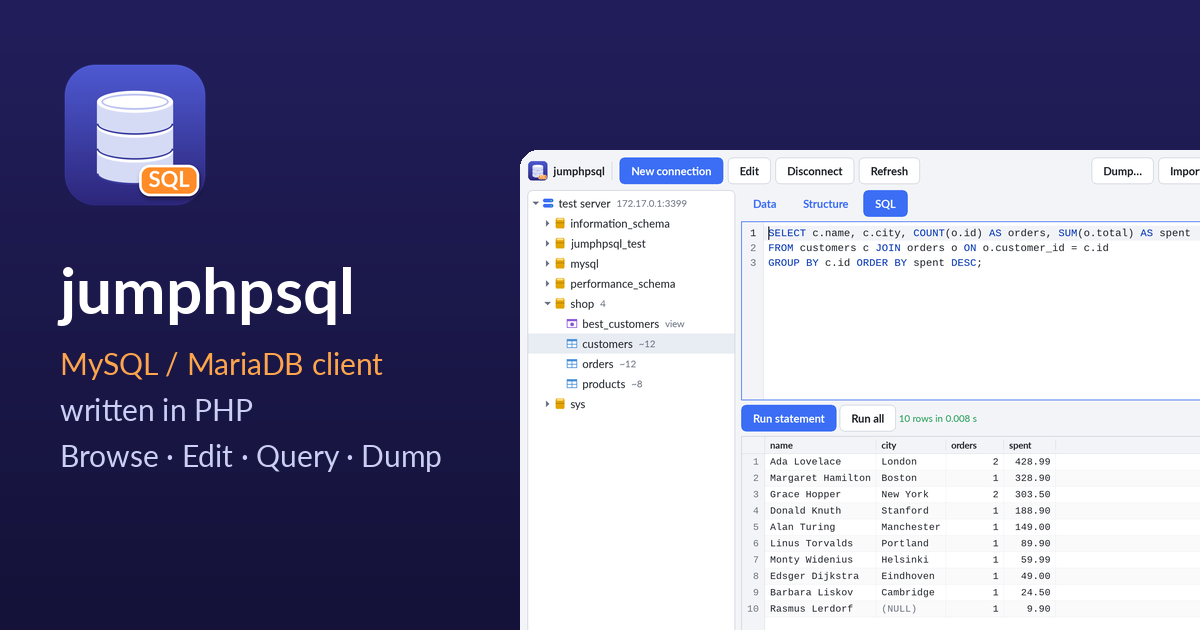 SQL
jumphpsql
MySQL / MariaDB client
written in PHP
Browse · Edit · Query · Dump
jumphpsql New connection Edit Disconnect Refresh Dump...
test server 172.17.0.1:3399
information_schema
jumphpsql_test
mysql
performance_schema
shop 4
best_customers view
customers ~12
orders ~12
products ~8
sys
Data Structure SQL
1 SELECT c.name, c.city, COUNT(o.id) AS orders, SUM(o.total) AS spent
2 FROM customers c JOIN orders o ON o.customer_id = c.id
3 GROUP BY c.id ORDER BY spent DESC;
Run statement Run all 10 rows in 0.008 s
name city orders spent
1 Ada Lovelace London 2 428.99
2 Margaret Hamilton Boston 1 328.90
3 Grace Hopper New York 2 303.50
4 Donald Knuth Stanford 1 188.90
5 Alan Turing Manchester 1 149.00
6 Linus Torvalds Portland 1 89.90
7 Monty Widenius Helsinki 1 59.99
8 Edsger Dijkstra Eindhoven 1 49.00
9 Barbara Liskov Cambridge 1 24.50
10 Rasmus Lerdorf (NULL) 1 9.90